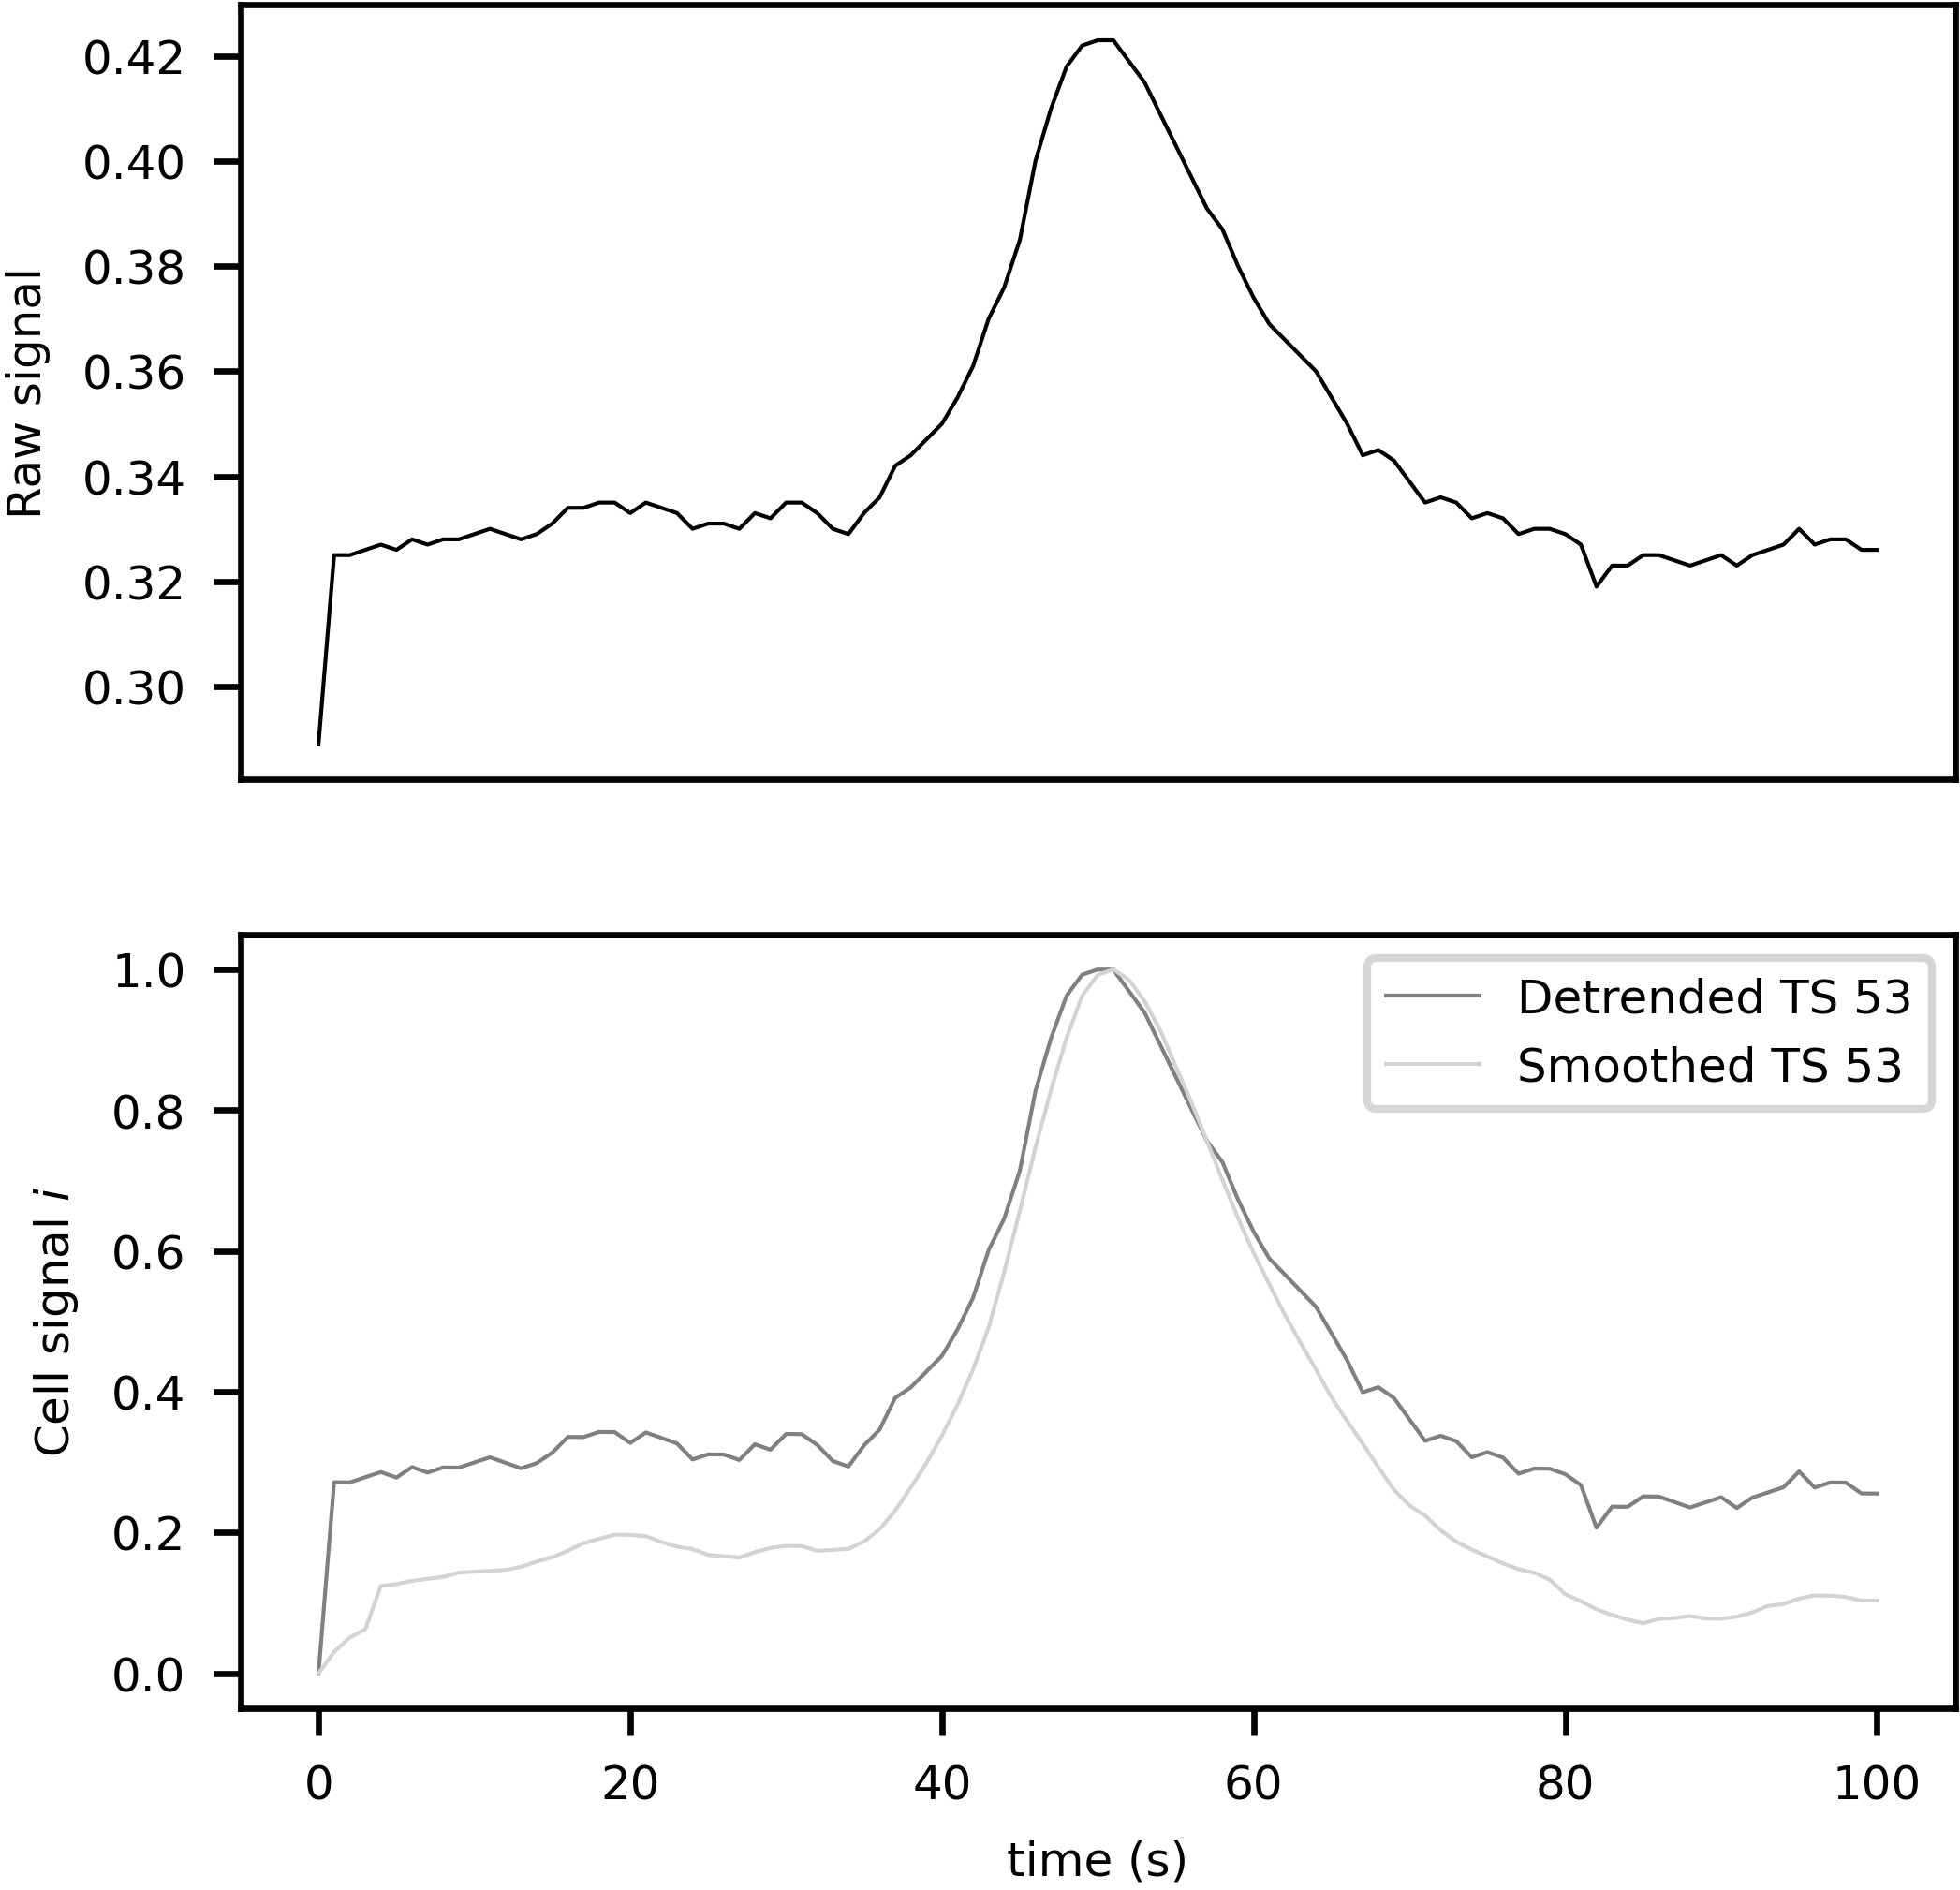 0.42
0.40
0.38
0.36
0.34
0.32
0.30
Raw signal
1.0
0.8
0.6
0.4
0.2
0.0
Cell signal i
Detrended TS 53
Smoothed TS 53
0 20 40 60 80 100
time (s)